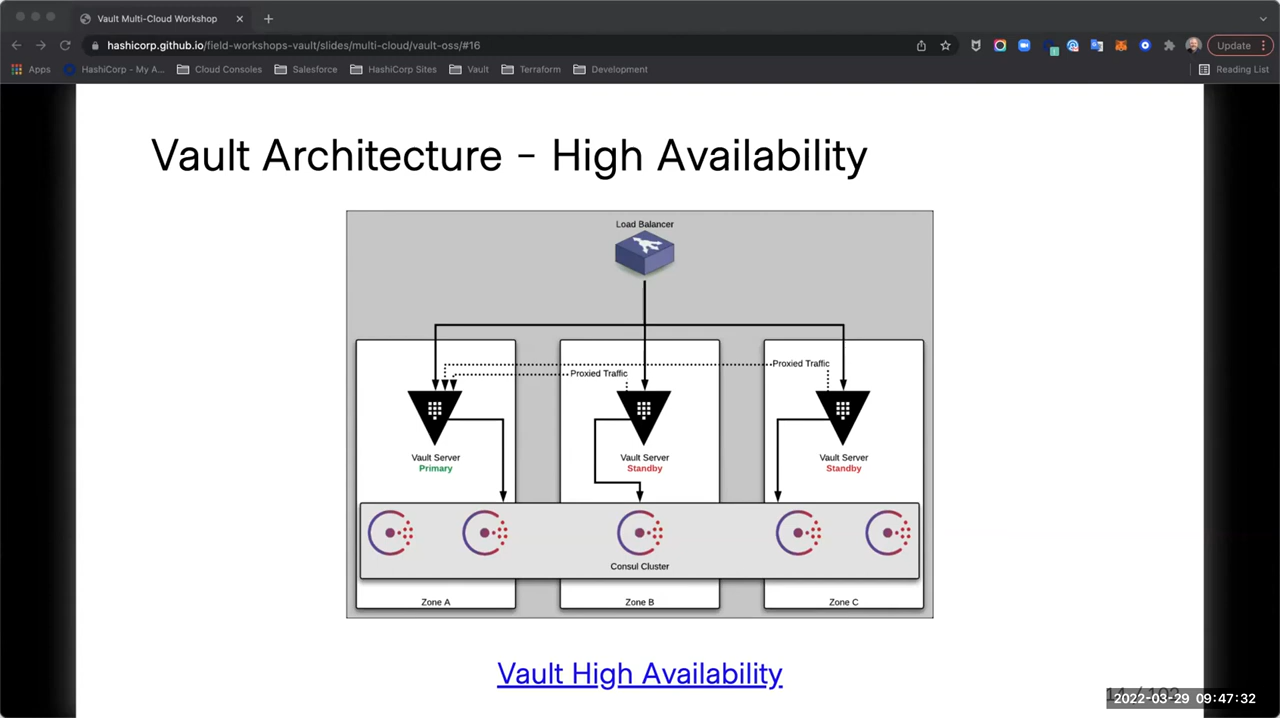 Vault Multi-Cloud Workshop
hashicorp.github.io/field-workshops-vault/slides/multi-cloud/vault-oss/#16
Update
Apps
HashiCorp - My A...
Cloud Consoles
Salesforce
HashiCorp Sites
Vault
Terraform
Development
Reading List
Vault Architecture - High Availability
Load Balancer
Proxied Traffic
Proxied Traffic
Vault Server
Primary
Vault Server
Standby
Vault Server
Standby
Consul Cluster
Zone A
Zone B
Zone C
Vault High Availability
2022-03-29 09:47:32